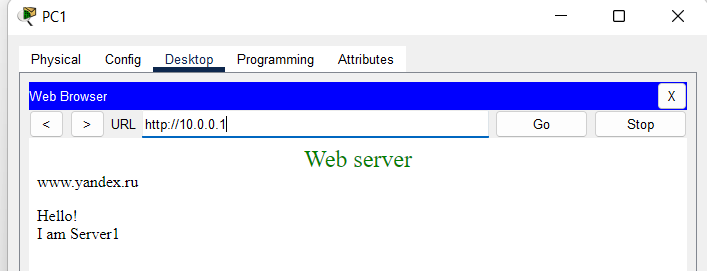 PC1
Physical Config Desktop Programming Attributes
Web Browser X
< > URL http://10.0.0.1 Go Stop
Web server
www.yandex.ru
Hello!
I am Server1